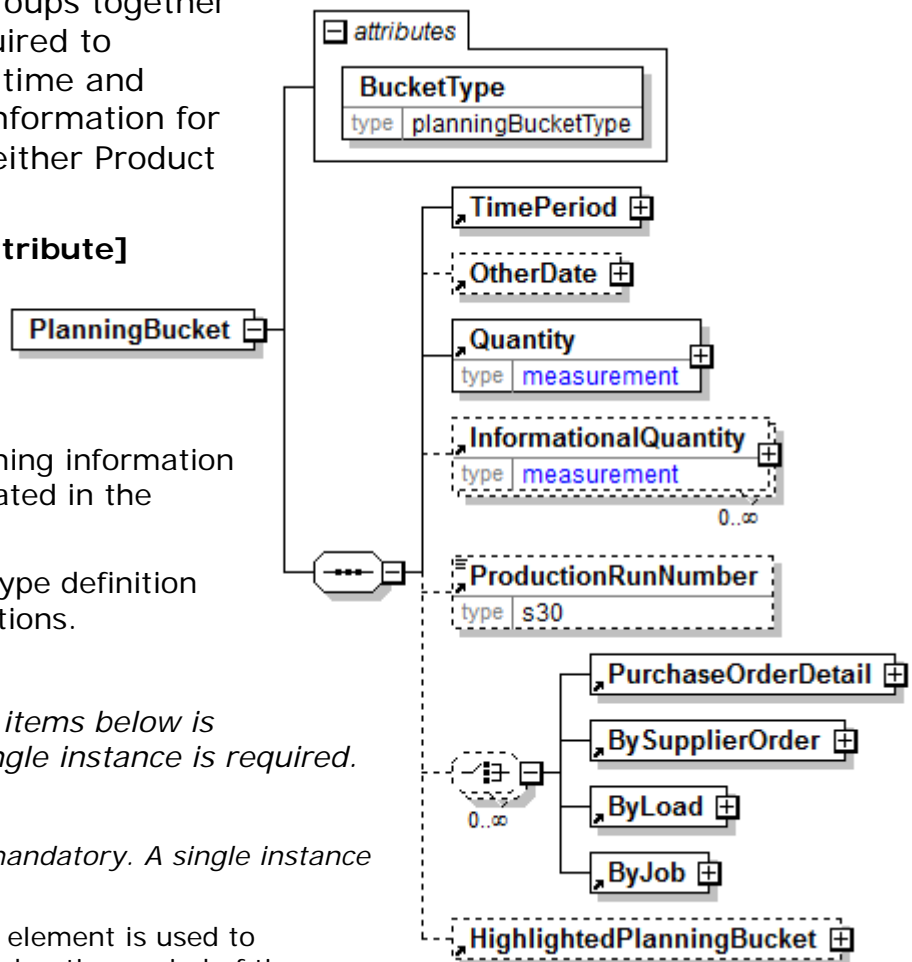 oups together
uired to
time and
nformation for
either Product
tribute]
ning information
ated in the
ype definition
tions.
items below is
ngle instance is required.
mandatory. A single instance
element is used to
attributes
BucketType
type planningBucketType
PlanningBucket
TimePeriod
OtherDate
Quantity
type measurement
InformationalQuantity
type measurement
0..∞
ProductionRunNumber
type s30
PurchaseOrderDetail
BySupplierOrder
ByLoad
ByJob
0..∞
HighlightedPlanningBucket